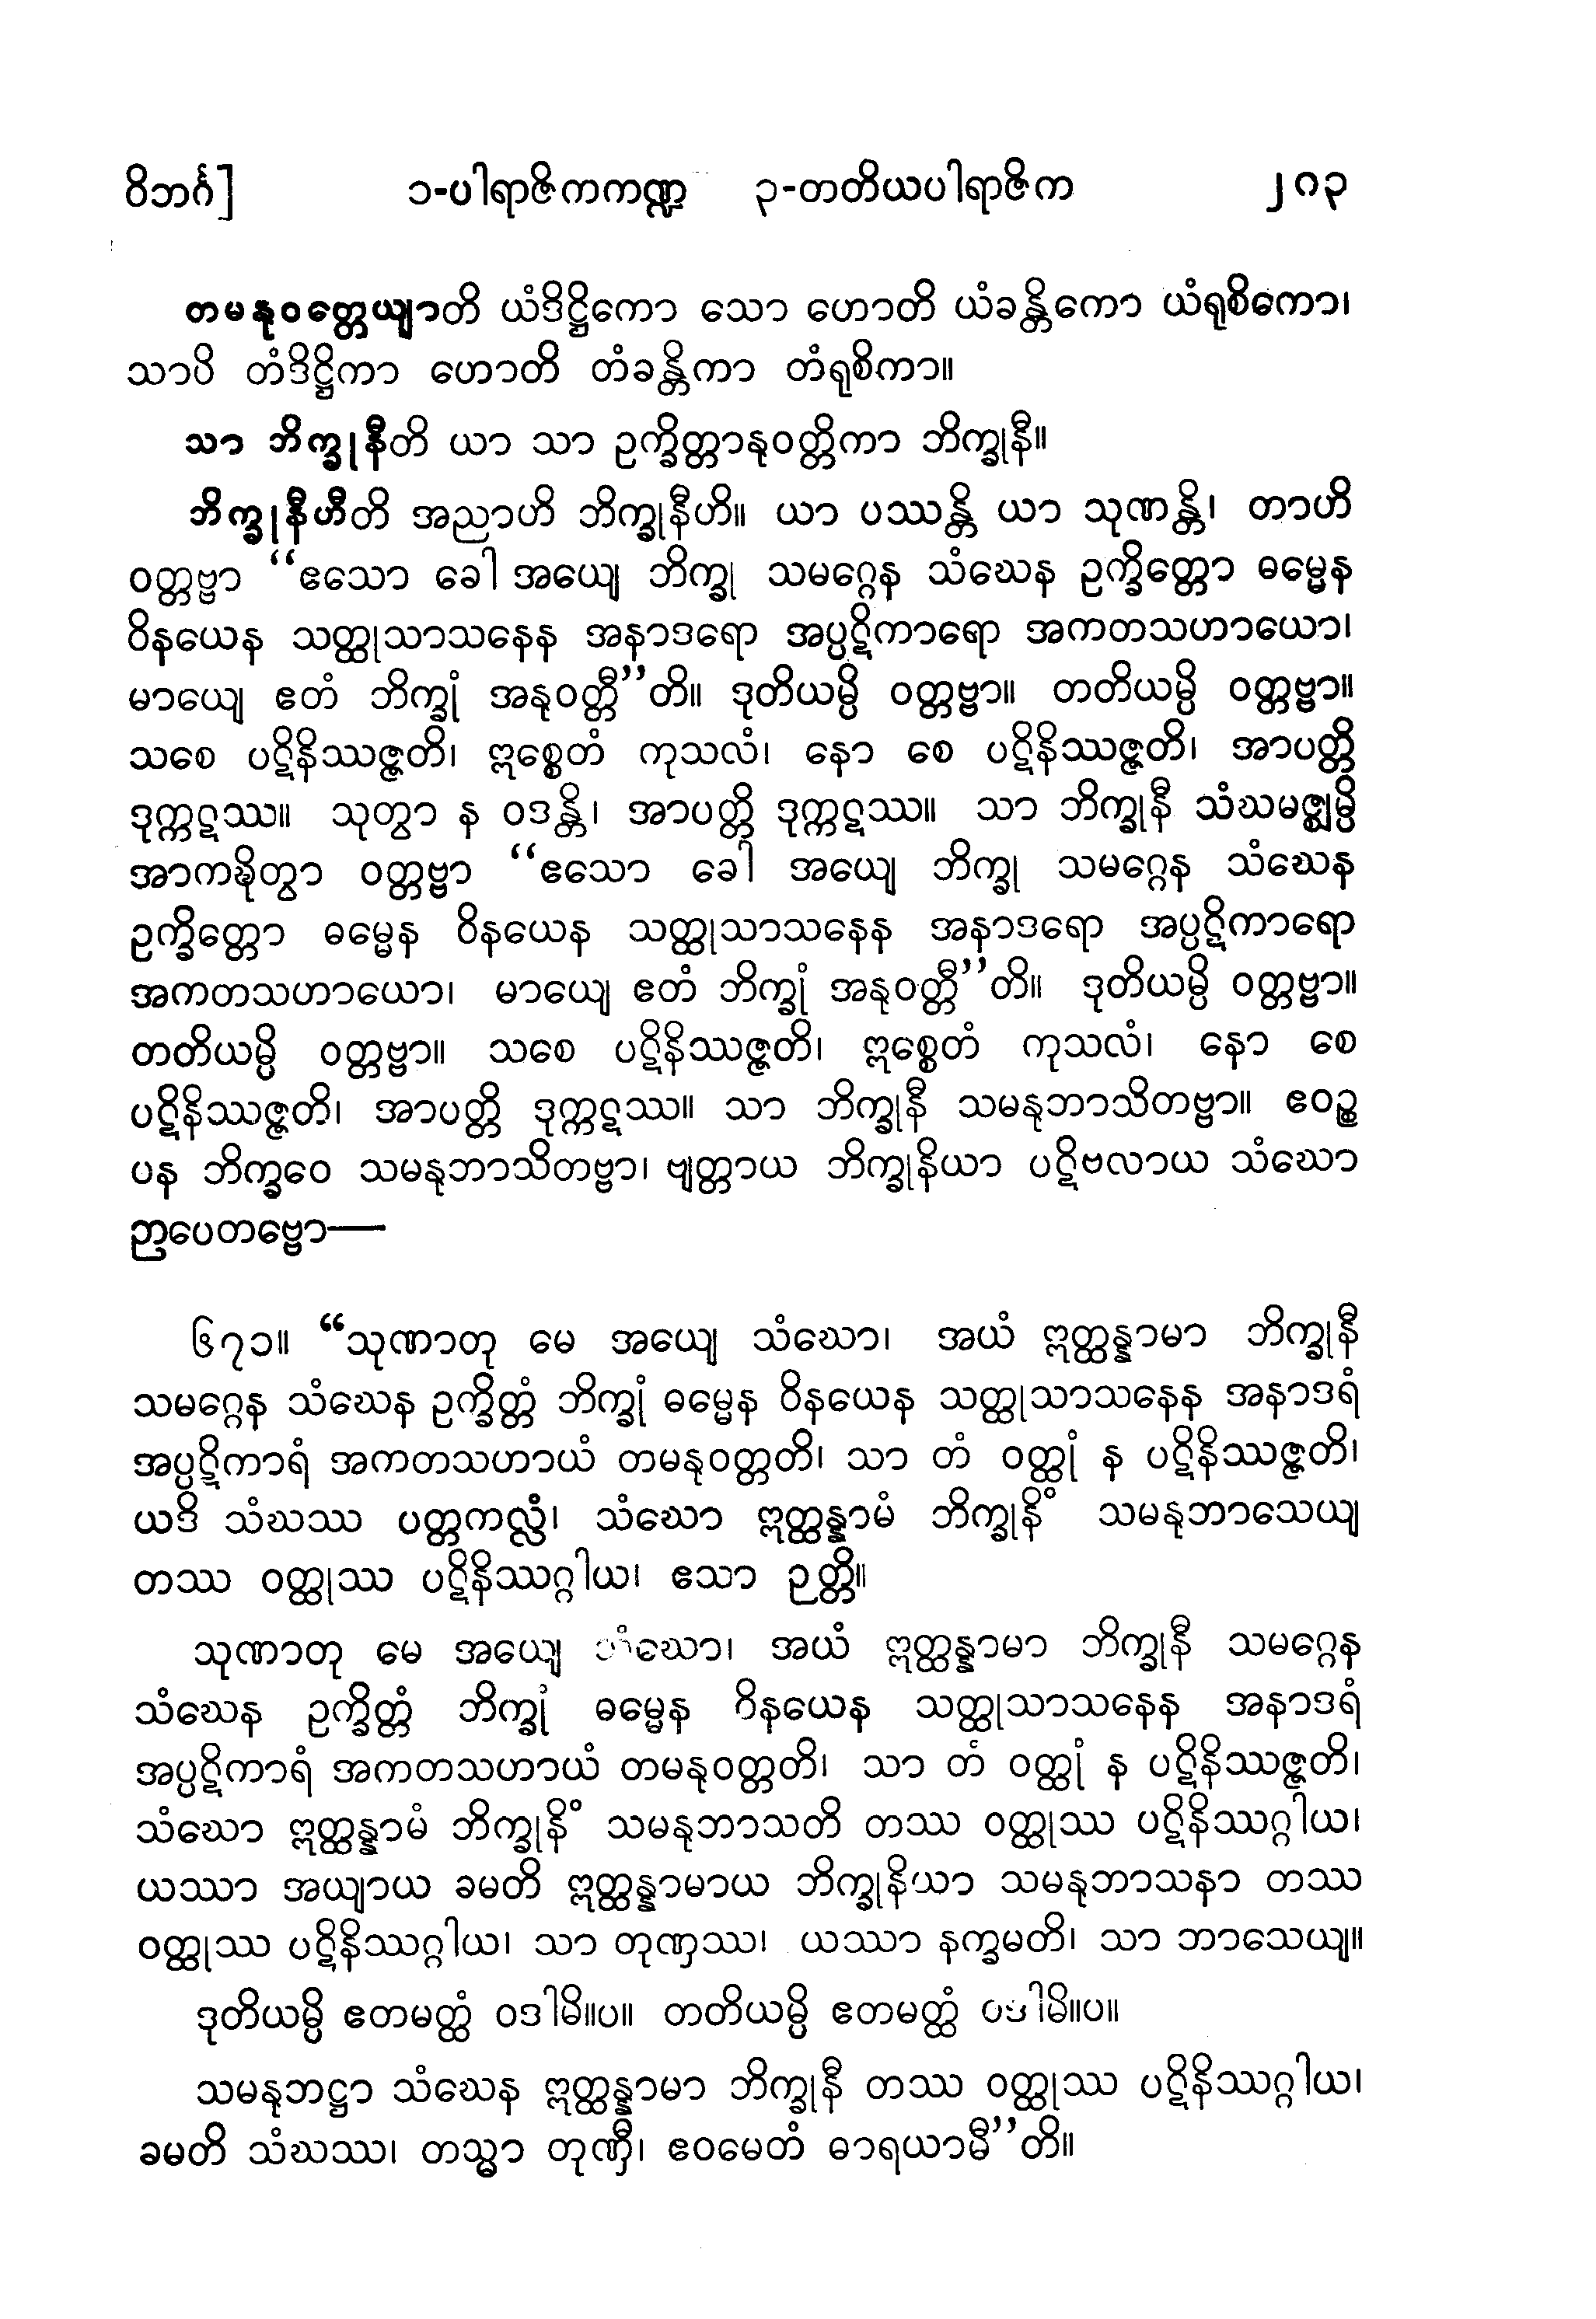 ဝိဘင်္ဂ] ၁-ပါရာဇိကကဏ္ဍ ၃-တတိယပါရာဇိက ၂၈၃
တမနုဝတ္တေယျာတိ ယံဒိဋ္ဌိကော သော ဟောတိ ယံခန္တိကော ယံရုစိကော၊
သာပိ တံဒိဋ္ဌိကာ ဟောတိ တံခန္တိကာ တံရုစိကာ။
သာ ဘိက္ခုနီတိ ယာ သာ ဥက္ခိတ္တာနုဝတ္တိကာ ဘိက္ခုနီ။
ဘိက္ခုနီဟီတိ အညာဟိ ဘိက္ခုနီဟိ။ ယာ ပဿန္တိ ယာ သုဏန္တိ၊ တာဟိ
ဝတ္တဗ္ဗာ “ဧသော ခေါ အယျေ ဘိက္ခု သမဂ္ဂေန သံဃေန ဥက္ခိတ္တော ဓမ္မေန
ဝိနယေန သတ္ထုသာသနေန အနာဒရော အပ္ပဋိကာရော အကတသဟာယော၊
မာယျေ ဧတံ ဘိက္ခုံ အနုဝတ္တီ”တိ။ ဒုတိယမ္ပိ ဝတ္တဗ္ဗာ။ တတိယမ္ပိ ဝတ္တဗ္ဗာ။
သစေ ပဋိနိဿဇ္ဇတိ၊ ဣစ္စေတံ ကုသလံ၊ နော စေ ပဋိနိဿဇ္ဇတိ၊ အာပတ္တိ
ဒုက္ကဋဿ။ သုတွာ န ဝဒန္တိ၊ အာပတ္တိ ဒုက္ကဋဿ။ သာ ဘိက္ခုနီ သံဃမဇ္ဈမ္ပိ
အာကဍ္ဎိတွာ ဝတ္တဗ္ဗာ “ဧသော ခေါ အယျေ ဘိက္ခု သမဂ္ဂေန သံဃေန
ဥက္ခိတ္တော ဓမ္မေန ဝိနယေန သတ္ထုသာသနေန အနာဒရော အပ္ပဋိကာရော
အကတသဟာယော၊ မာယျေ ဧတံ ဘိက္ခုံ အနုဝတ္တီ”တိ။ ဒုတိယမ္ပိ ဝတ္တဗ္ဗာ။
တတိယမ္ပိ ဝတ္တဗ္ဗာ။ သစေ ပဋိနိဿဇ္ဇတိ၊ ဣစ္စေတံ ကုသလံ၊ နော စေ
ပဋိနိဿဇ္ဇတိ၊ အာပတ္တိ ဒုက္ကဋဿ။ သာ ဘိက္ခုနီ သမနုဘာသိတဗ္ဗာ။ ဧဝဉ္စ
ပန ဘိက္ခဝေ သမနုဘာသိတဗ္ဗာ၊ ဗျတ္တာယ ဘိက္ခုနိယာ ပဋိဗလာယ သံဃော
ဉာပေတဗ္ဗော—
၆၇၁။ “သုဏာတု မေ အယျေ သံဃော၊ အယံ ဣတ္ထန္နာမာ ဘိက္ခုနီ
သမဂ္ဂေန သံဃေန ဥက္ခိတ္တံ ဘိက္ခုံ ဓမ္မေန ဝိနယေန သတ္ထုသာသနေန အနာဒရံ
အပ္ပဋိကာရံ အကတသဟာယံ တမနုဝတ္တတိ၊ သာ တံ ဝတ္ထုံ န ပဋိနိဿဇ္ဇတိ၊
ယဒိ သံဃဿ ပတ္တကလ္လံ၊ သံဃော ဣတ္ထန္နာမံ ဘိက္ခုနိံ သမနုဘာသေယျ
တဿ ဝတ္ထုဿ ပဋိနိဿဂ္ဂါယ၊ ဧသာ ဉတ္တိ။
သုဏာတု မေ အယျေ သံဃော၊ အယံ ဣတ္ထန္နာမာ ဘိက္ခုနီ သမဂ္ဂေန
သံဃေန ဥက္ခိတ္တံ ဘိက္ခုံ ဓမ္မေန ဝိနယေန သတ္ထုသာသနေန အနာဒရံ
အပ္ပဋိကာရံ အကတသဟာယံ တမနုဝတ္တတိ၊ သာ တံ ဝတ္ထုံ န ပဋိနိဿဇ္ဇတိ၊
သံဃော ဣတ္ထန္နာမံ ဘိက္ခုနိံ သမနုဘာသတိ တဿ ဝတ္ထုဿ ပဋိနိဿဂ္ဂါယ၊
ယဿာ အယျာယ ခမတိ ဣတ္ထန္နာမာယ ဘိက္ခုနိယာ သမနုဘာသနာ တဿ
ဝတ္ထုဿ ပဋိနိဿဂ္ဂါယ၊ သာ တုဏှဿ၊ ယဿာ နက္ခမတိ၊ သာ ဘာသေယျ။
ဒုတိယမ္ပိ ဧတမတ္ထံ ဝဒါမိ။ပ။ တတိယမ္ပိ ဧတမတ္ထံ ဝဒါမိ။ပ။
သမနုဘဋ္ဌာ သံဃေန ဣတ္ထန္နာမာ ဘိက္ခုနီ တဿ ဝတ္ထုဿ ပဋိနိဿဂ္ဂါယ၊
ခမတိ သံဃဿ၊ တသ္မာ တုဏှီ၊ ဧဝမေတံ ဓာရယာမီ”တိ။